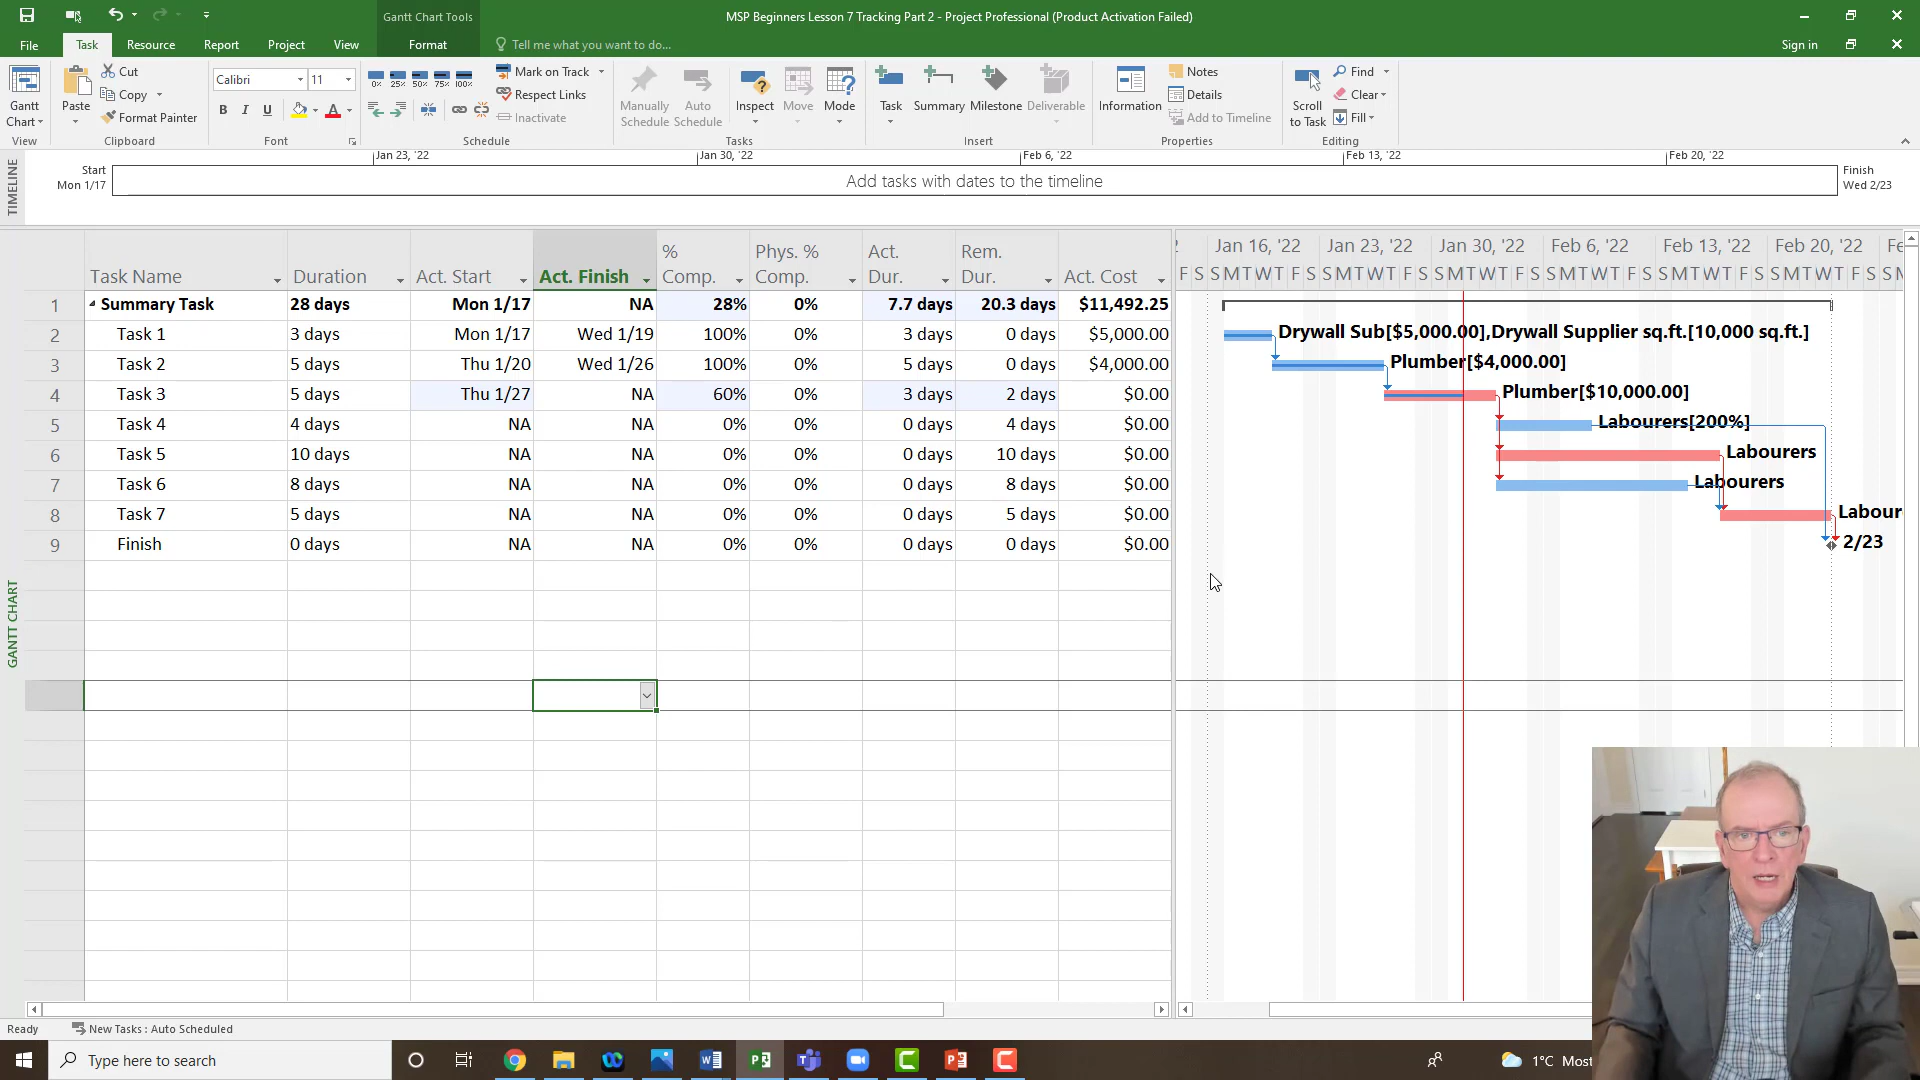 Gantt Chart Tools
MSP Beginners Lesson 7 Tracking Part 2 - Project Professional (Product Activation Failed)
File Task Resource Report Project View Format Tell me what you want to do... Sign in
Gantt Chart
View
Paste
Cut
Copy
Format Painter
Clipboard
Calibri 11
B I U A
Font
0% 25% 50% 75% 100%
Mark on Track
Respect Links
Inactivate
Schedule
Manually Schedule
Auto Schedule
Inspect
Move
Mode
Tasks
Task
Summary
Milestone
Deliverable
Insert
Information
Notes
Details
Add to Timeline
Properties
Scroll to Task
Find
Clear
Fill
Editing
TIMELINE
Jan 23, '22 Jan 30, '22 Feb 6, '22 Feb 13, '22 Feb 20, '22
Start
Mon 1/17
Add tasks with dates to the timeline
Finish
Wed 2/23
GANTT CHART
Task Name Duration Act. Start Act. Finish % Comp. Phys. % Comp. Act. Dur. Rem. Dur. Act. Cost
1 Summary Task 28 days Mon 1/17 NA 28% 0% 7.7 days 20.3 days $11,492.25
2 Task 1 3 days Mon 1/17 Wed 1/19 100% 0% 3 days 0 days $5,000.00
3 Task 2 5 days Thu 1/20 Wed 1/26 100% 0% 5 days 0 days $4,000.00
4 Task 3 5 days Thu 1/27 NA 60% 0% 3 days 2 days $0.00
5 Task 4 4 days NA NA 0% 0% 0 days 4 days $0.00
6 Task 5 10 days NA NA 0% 0% 0 days 10 days $0.00
7 Task 6 8 days NA NA 0% 0% 0 days 8 days $0.00
8 Task 7 5 days NA NA 0% 0% 0 days 5 days $0.00
9 Finish 0 days NA NA 0% 0% 0 days 0 days $0.00
2 Jan 16, '22 Jan 23, '22 Jan 30, '22 Feb 6, '22 Feb 13, '22 Feb 20, '22 Fe
F S S M T W T F S S M T W T F S S M T W T F S S M T W T F S S M T W T F S S M T W T F S S M
Drywall Sub[$5,000.00],Drywall Supplier sq.ft.[10,000 sq.ft.]
Plumber[$4,000.00]
Plumber[$10,000.00]
Labourers[200%]
Labourers
Labourers
Labour
2/23
Ready New Tasks : Auto Scheduled
Type here to search
1°C Most